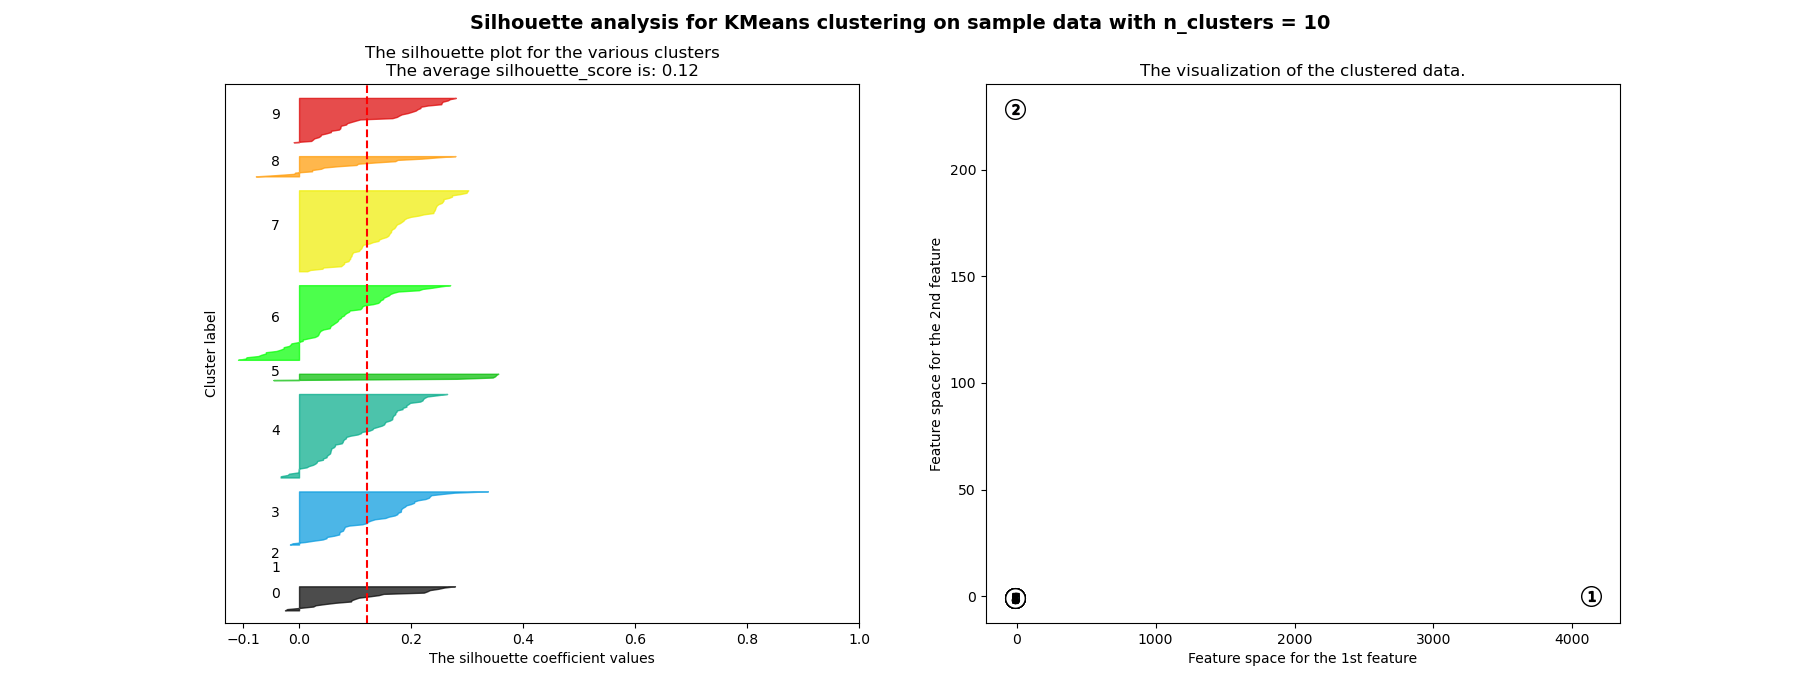 Silhouette analysis for KMeans clustering on sample data with n_clusters = 10
The silhouette plot for the various clusters
The average silhouette_score is: 0.12
9
8
7
6
5
4
3
2
1
0
Cluster label
−0.1 0.0 0.2 0.4 0.6 0.8 1.0
The silhouette coefficient values
The visualization of the clustered data.
2
1
200
150
100
50
0
Feature space for the 2nd feature
0 1000 2000 3000 4000
Feature space for the 1st feature